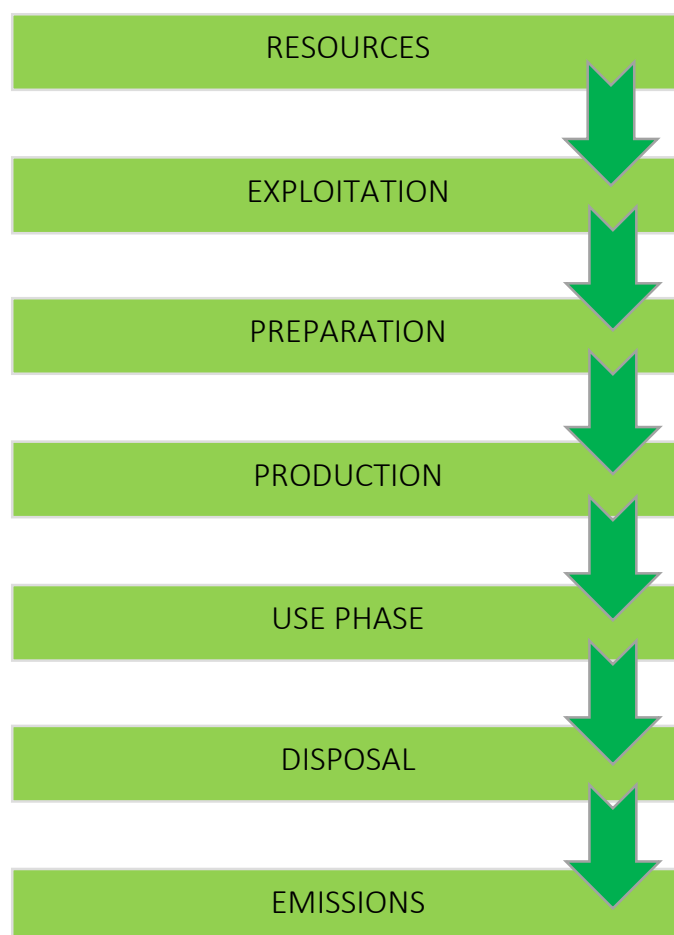 RESOURCES
EXPLOITATION
PREPARATION
PRODUCTION
USE PHASE
DISPOSAL
EMISSIONS